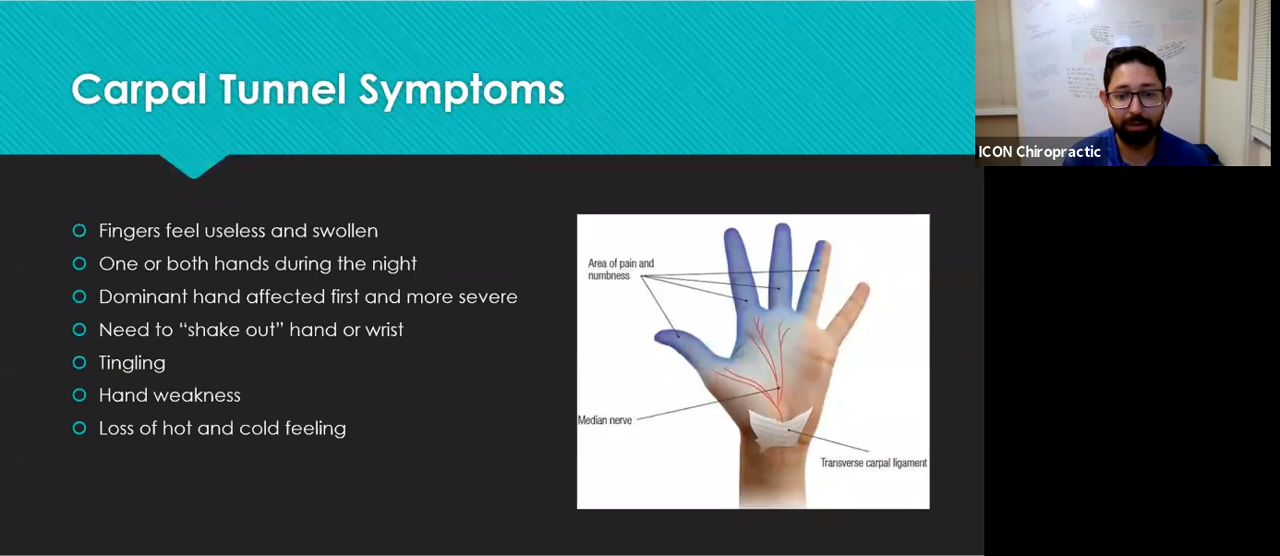 Carpal Tunnel Symptoms
ICON Chiropractic
Fingers feel useless and swollen
One or both hands during the night
Dominant hand affected first and more severe
Need to “shake out” hand or wrist
Tingling
Hand weakness
Loss of hot and cold feeling
Area of pain and
numbness
Median nerve
Transverse carpal ligament